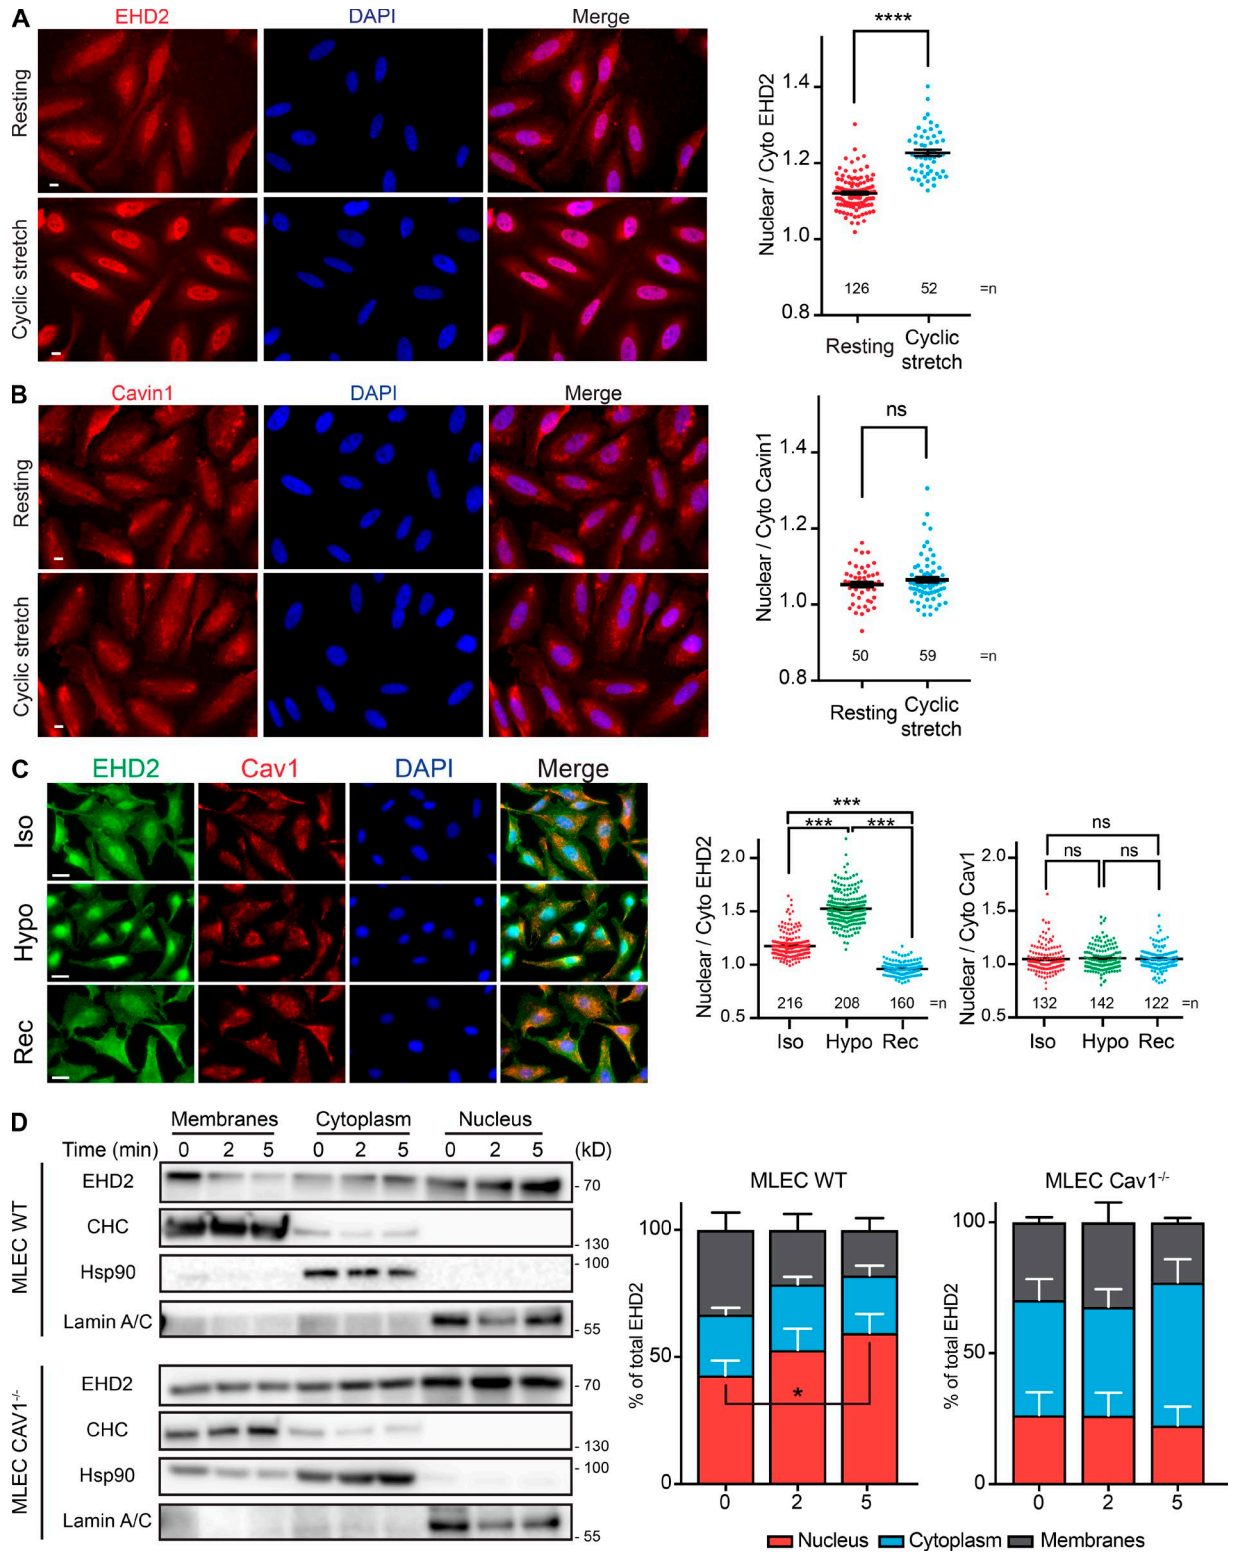 A
EHD2 DAPI Merge
Resting
Cyclic stretch
****
Nuclear / Cyto EHD2
1.4
1.2
1.0
0.8
126 52 =n
Resting Cyclic
stretch
B
Cavin1 DAPI Merge
Resting
Cyclic stretch
ns
Nuclear / Cyto Cavin1
1.4
1.2
1.0
0.8
50 59 =n
Resting Cyclic
stretch
C
EHD2 Cav1 DAPI Merge
Iso
Hypo
Rec
***
*** ***
Nuclear / Cyto EHD2
2.0
1.5
1.0
0.5
216 208 160 =n
Iso Hypo Rec
ns
ns ns
Nuclear / Cyto Cav1
2.0
1.5
1.0
0.5
132 142 122 =n
Iso Hypo Rec
D
Membranes Cytoplasm Nucleus
Time (min) 0 2 5 0 2 5 0 2 5 (kD)
MLEC WT
EHD2 - 70
CHC - 130
Hsp90 - 100
Lamin A/C - 55
MLEC CAV1-/-
EHD2 - 70
CHC - 130
Hsp90 - 100
Lamin A/C - 55
MLEC WT
% of total EHD2
100
50
0
*
0 2 5
MLEC Cav1-/-
% of total EHD2
100
50
0
0 2 5
Nucleus Cytoplasm Membranes